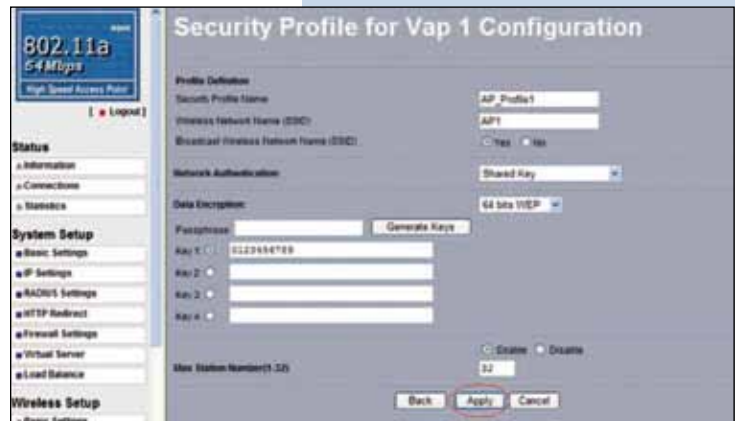 802.11a
54Mbps
High Speed Access Point
[ Logout ]
Status
Information
Connections
Statistics
System Setup
Basic Settings
IP Settings
RADIUS Settings
HTTP Redirect
Firewall Settings
Virtual Server
Load Balance
Wireless Setup
Basic Settings
Security Profile for Vap 1 Configuration
Profile Definition
Security Profile Name AP_Profile1
Wireless Network Name (SSID) AP1
Broadcast Wireless Network Name (SSID) Yes No
Network Authentication Shared Key
Data Encryption 64 bits WEP
Passphrase Generate Keys
Key 1 0123456789
Key 2
Key 3
Key 4
Enable Disable
Max Station Number(1-32) 32
Back Apply Cancel